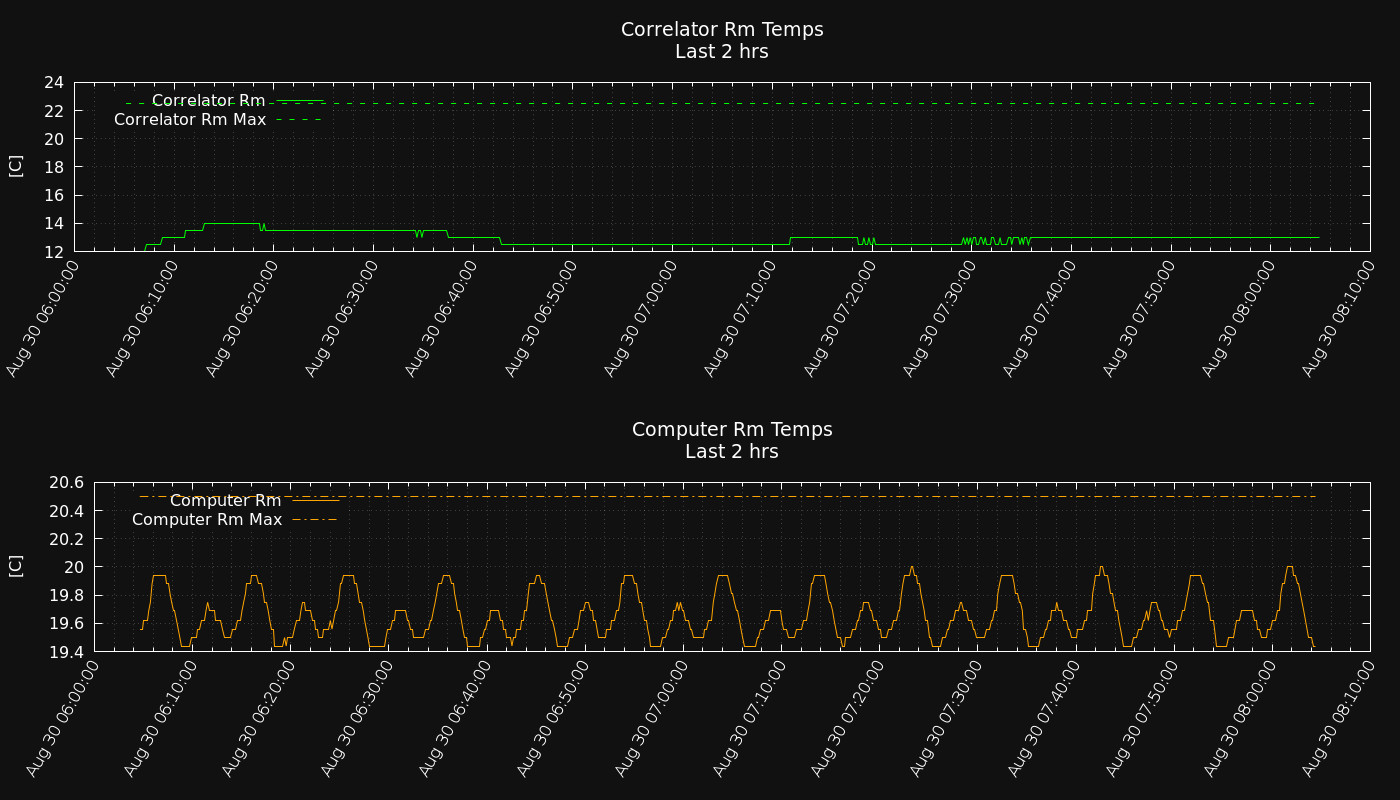 Correlator Rm Temps
Last 2 hrs
24
22
20
18
16
14
12
[C]
Correlator Rm
Correlator Rm Max
Aug 30 06:00:00
Aug 30 06:10:00
Aug 30 06:20:00
Aug 30 06:30:00
Aug 30 06:40:00
Aug 30 06:50:00
Aug 30 07:00:00
Aug 30 07:10:00
Aug 30 07:20:00
Aug 30 07:30:00
Aug 30 07:40:00
Aug 30 07:50:00
Aug 30 08:00:00
Aug 30 08:10:00
Computer Rm Temps
Last 2 hrs
20.6
20.4
20.2
20
19.8
19.6
19.4
[C]
Computer Rm
Computer Rm Max
Aug 30 06:00:00
Aug 30 06:10:00
Aug 30 06:20:00
Aug 30 06:30:00
Aug 30 06:40:00
Aug 30 06:50:00
Aug 30 07:00:00
Aug 30 07:10:00
Aug 30 07:20:00
Aug 30 07:30:00
Aug 30 07:40:00
Aug 30 07:50:00
Aug 30 08:00:00
Aug 30 08:10:00